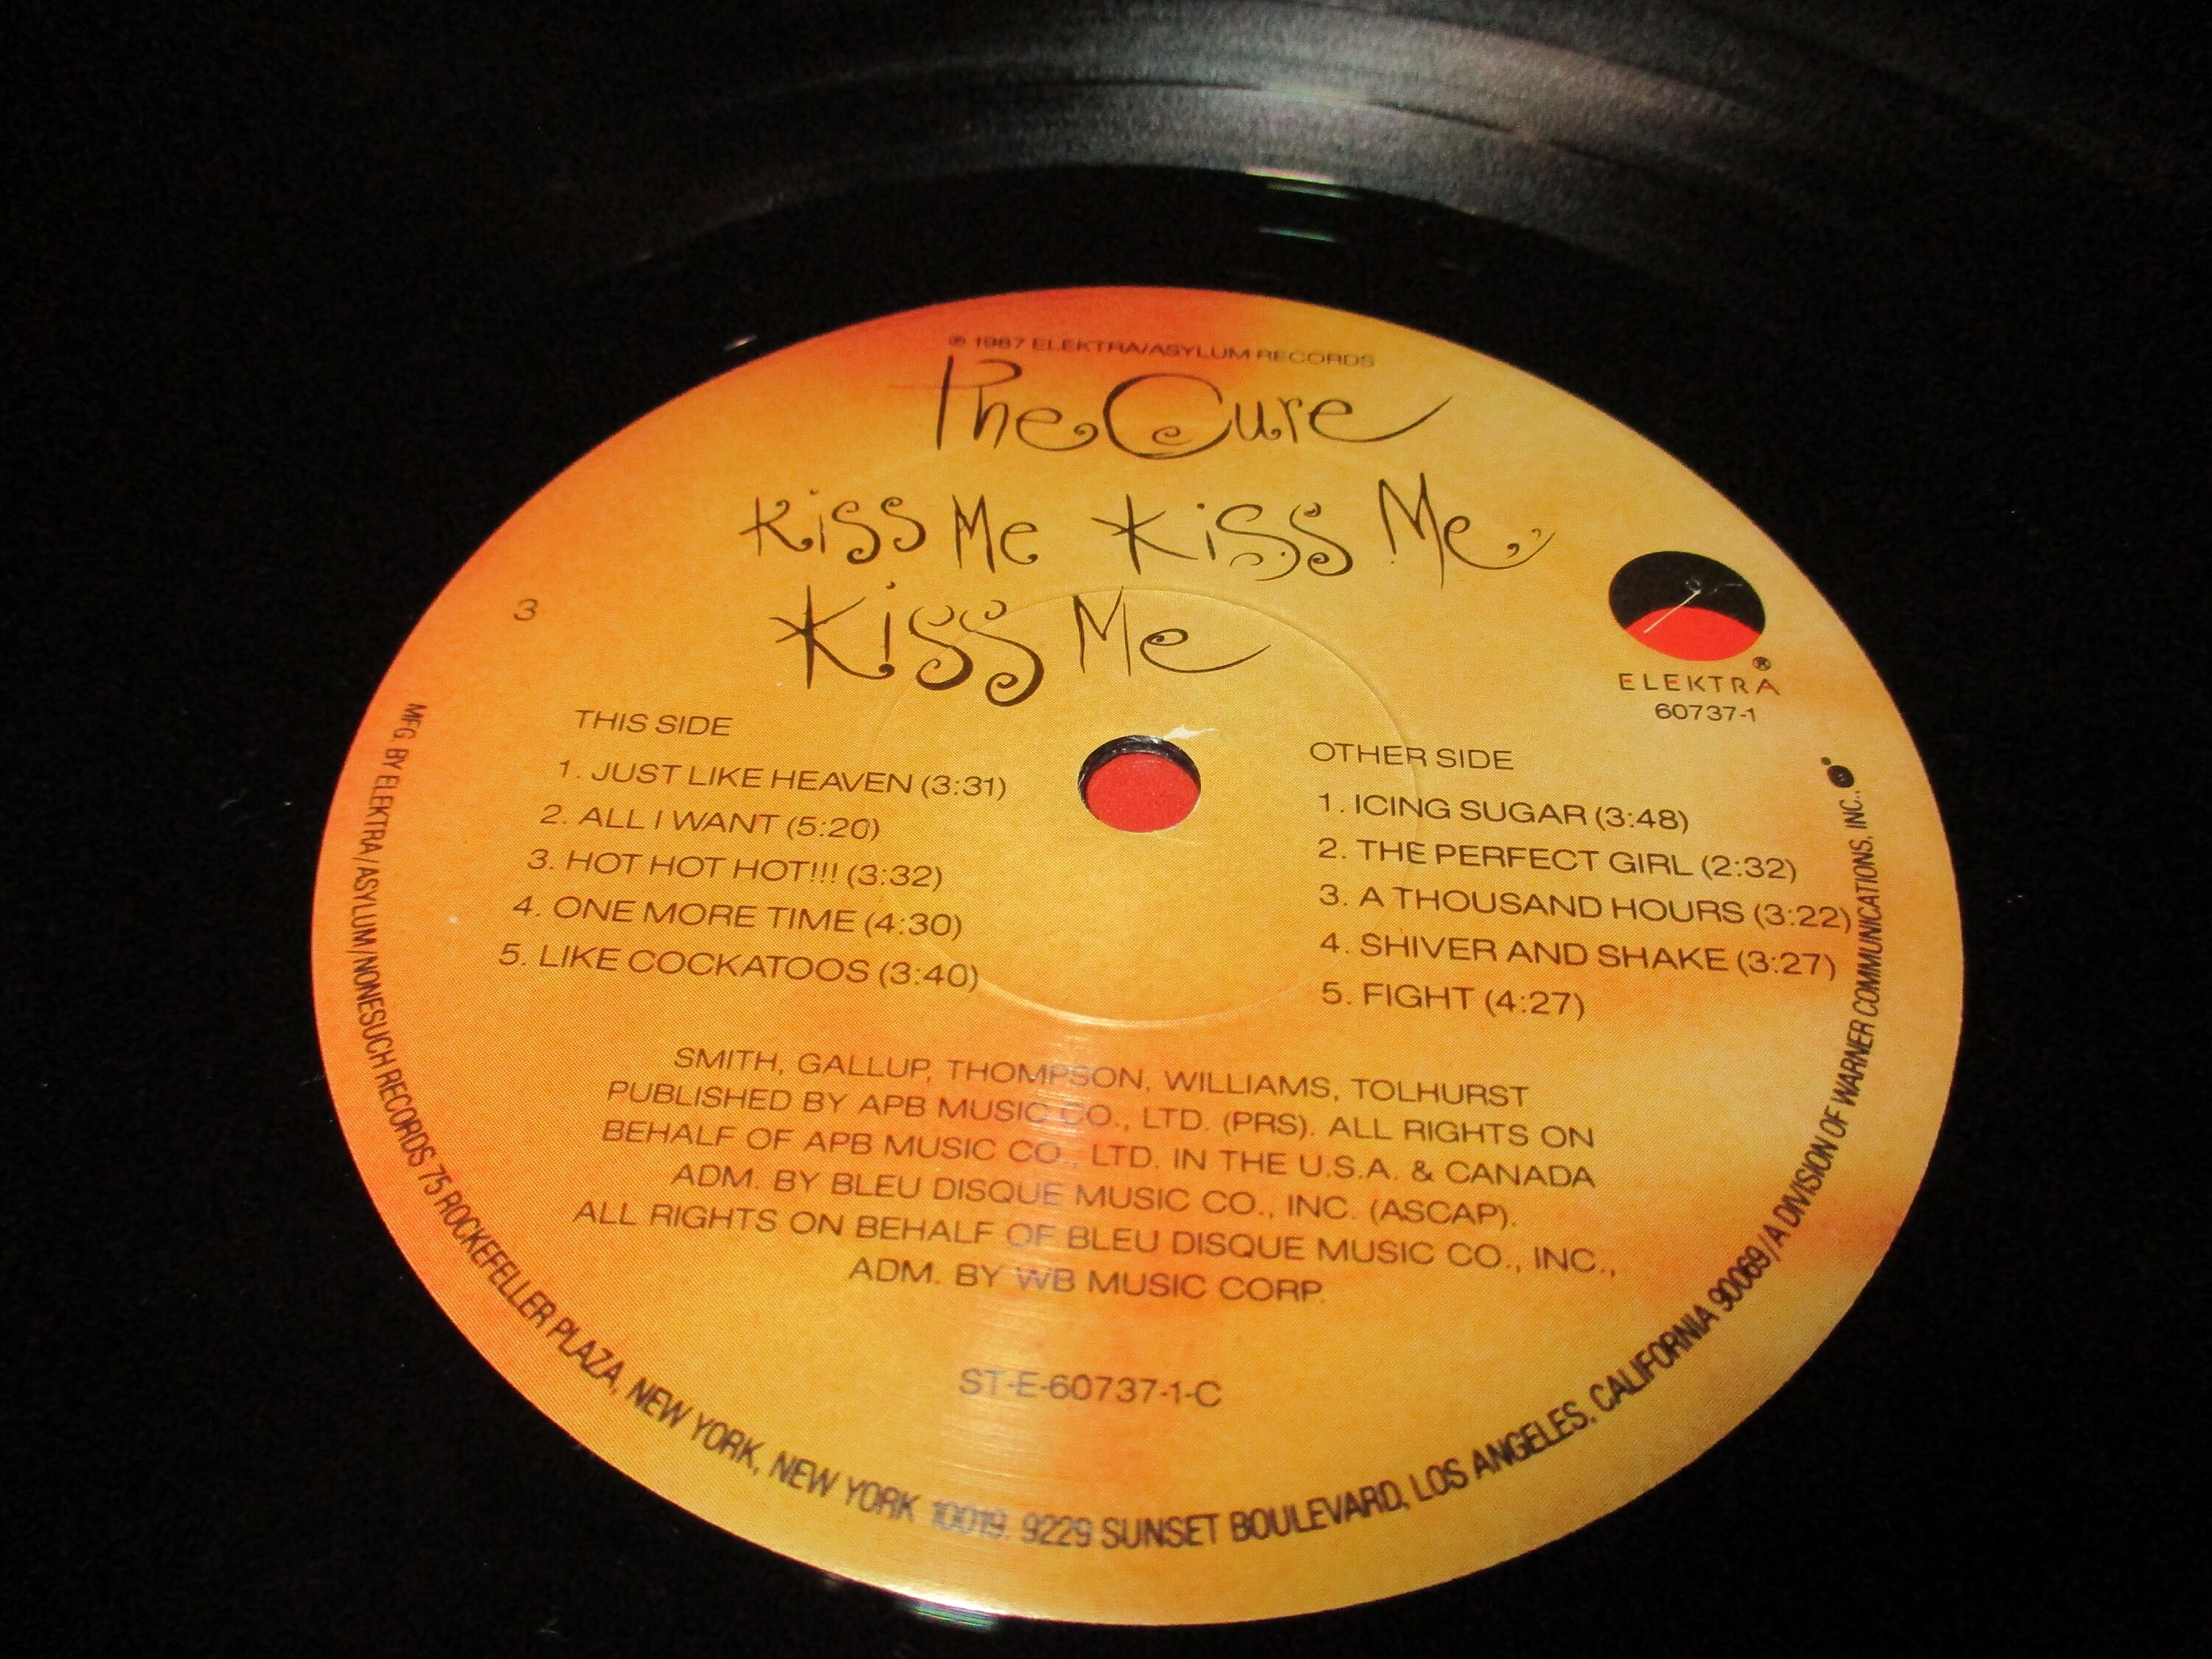 ℗ 1987 ELEKTRA/ASYLUM RECORDS
The Cure
Kiss Me Kiss Me
Kiss Me
3
ELEKTRA®
60737-1
THIS SIDE
1. JUST LIKE HEAVEN (3:31)
2. ALL I WANT (5:20)
3. HOT HOT HOT!!! (3:32)
4. ONE MORE TIME (4:30)
5. LIKE COCKATOOS (3:40)
OTHER SIDE
1. ICING SUGAR (3:48)
2. THE PERFECT GIRL (2:32)
3. A THOUSAND HOURS (3:22)
4. SHIVER AND SHAKE (3:27)
5. FIGHT (4:27)
SMITH, GALLUP, THOMPSON, WILLIAMS, TOLHURST
PUBLISHED BY APB MUSIC CO., LTD. (PRS). ALL RIGHTS ON
BEHALF OF APB MUSIC CO., LTD. IN THE U.S.A. & CANADA
ADM. BY BLEU DISQUE MUSIC CO., INC. (ASCAP).
ALL RIGHTS ON BEHALF OF BLEU DISQUE MUSIC CO., INC.,
ADM. BY WB MUSIC CORP.
ST-E-60737-1-C
MFG. BY ELEKTRA/ASYLUM/NONESUCH RECORDS 75 ROCKEFELLER PLAZA, NEW YORK, NEW YORK 10019. 9229 SUNSET BOULEVARD, LOS ANGELES, CALIFORNIA 90069/A DIVISION OF WARNER COMMUNICATIONS, INC.,